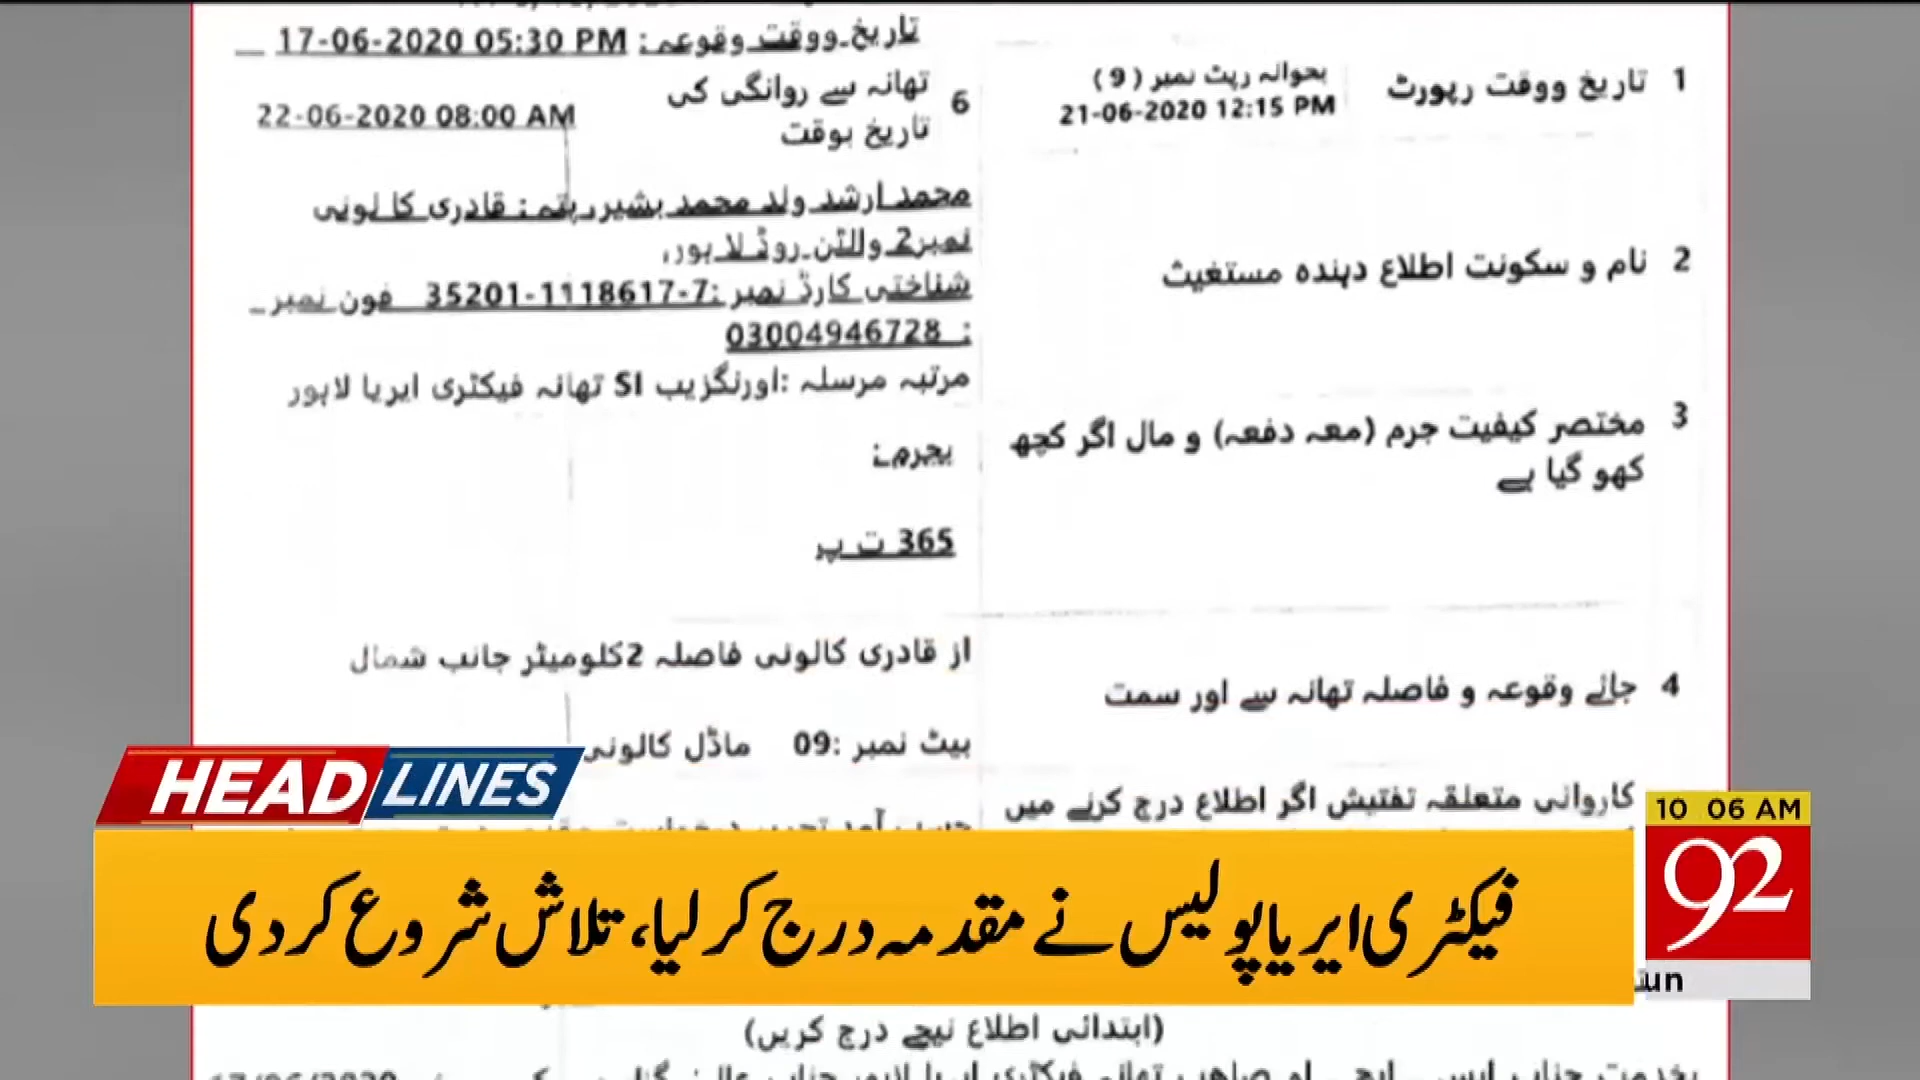 تاریخ ووقت وقوعہ: 17-06-2020 05:30 PM
1 تاریخ ووقت رپورٹ
بحوالہ رپٹ نمبر (9)
21-06-2020 12:15 PM
6 تھانہ سے روانگی کی
تاریخ بوقت
22-06-2020 08:00 AM
2 نام و سکونت اطلاع دہندہ مستغیث
محمد ارشد ولد محمد بشیر، پتہ: قادری کالونی
نمبر2 والٹن روڈ لاہور،
شناختی کارڈ نمبر: 35201-1118617-7 فون نمبر
: 03004946728
مرتبہ مرسلہ: اورنگزیب SI تھانہ فیکٹری ایریا لاہور
3 مختصر کیفیت جرم (معہ دفعہ) و مال اگر کچھ
کھو گیا ہے
بجرم:
365 ت پ
4 جائے وقوعہ و فاصلہ تھانہ سے اور سمت
از قادری کالونی فاصلہ 2کلومیٹر جانب شمال
بیٹ نمبر: 09 ماڈل کالونی
کاروائی متعلقہ تفتیش اگر اطلاع درج کرنے میں
HEADLINES
10 06 AM
92
فیکٹری ایریا پولیس نے مقدمہ درج کر لیا، تلاش شروع کردی
(ابتدائی اطلاع نیچے درج کریں)